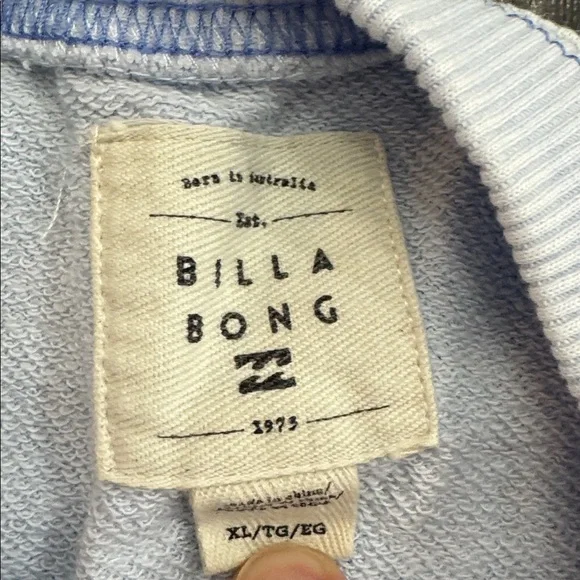 Born in Australia
Est.
BILLA
BONG
1973
XL/TG/EG